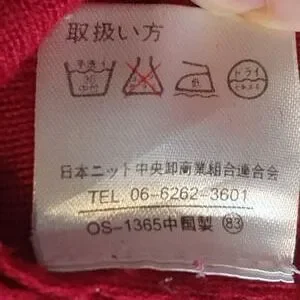 取扱い方
手洗イ 30 中性 低 ドライ
日本ニット中央卸商業組合連合会
TEL 06-6262-3601
OS-1365中国製 83